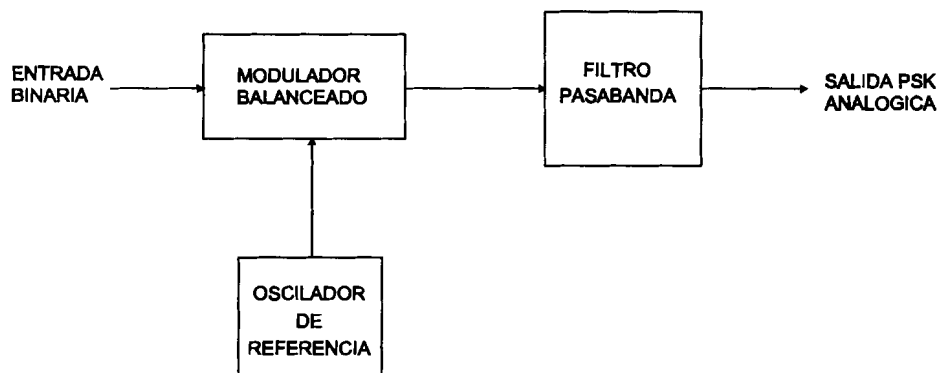 ENTRADA
BINARIA
MODULADOR
BALANCEADO
FILTRO
PASABANDA
SALIDA PSK
ANALOGICA
OSCILADOR
DE
REFERENCIA